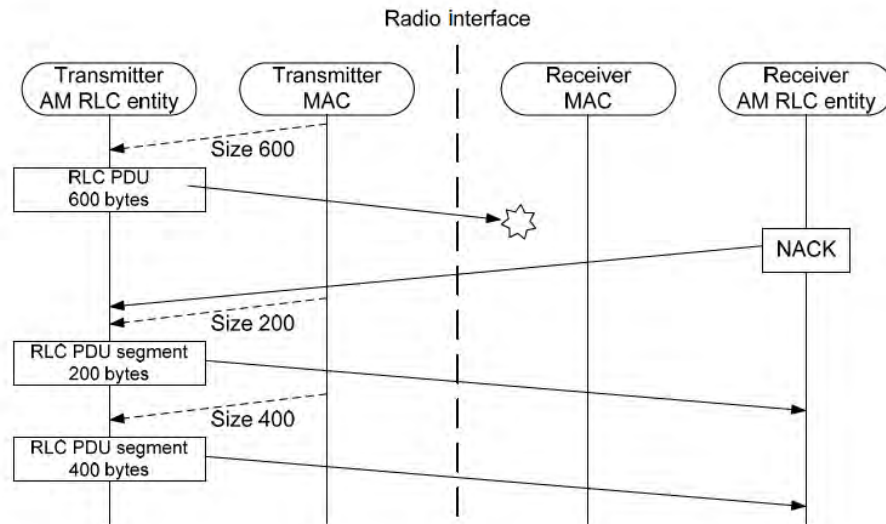 Radio interface
Transmitter
AM RLC entity
Transmitter
MAC
Receiver
MAC
Receiver
AM RLC entity
Size 600
RLC PDU
600 bytes
NACK
Size 200
RLC PDU segment
200 bytes
Size 400
RLC PDU segment
400 bytes